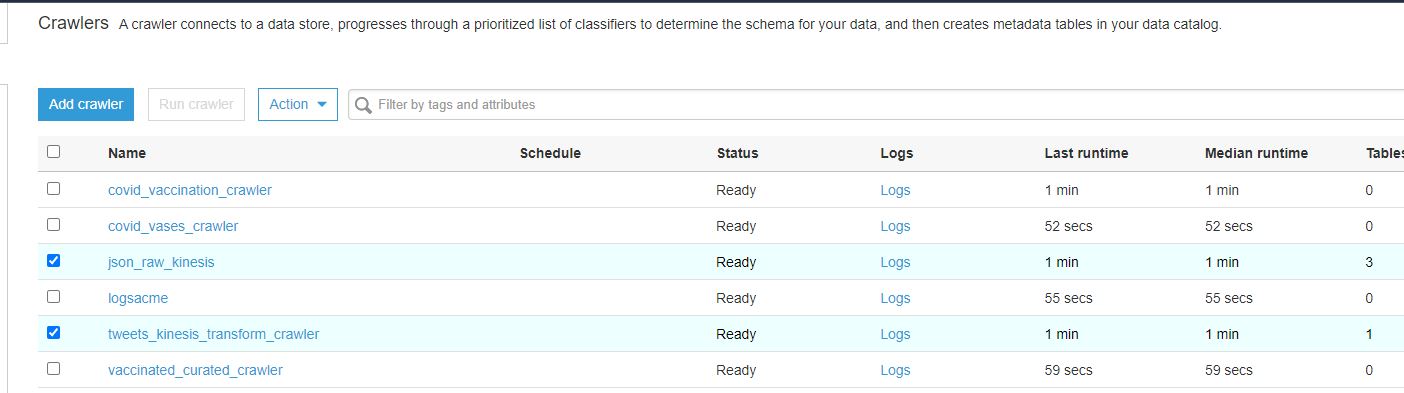 Crawlers A crawler connects to a data store, progresses through a prioritized list of classifiers to determine the schema for your data, and then creates metadata tables in your data catalog.
Add crawler Run crawler Action Filter by tags and attributes
Name Schedule Status Logs Last runtime Median runtime Tables
covid_vaccination_crawler Ready Logs 1 min 1 min 0
covid_vases_crawler Ready Logs 52 secs 52 secs 0
json_raw_kinesis Ready Logs 1 min 1 min 3
logsacme Ready Logs 55 secs 55 secs 0
tweets_kinesis_transform_crawler Ready Logs 1 min 1 min 1
vaccinated_curated_crawler Ready Logs 59 secs 59 secs 0